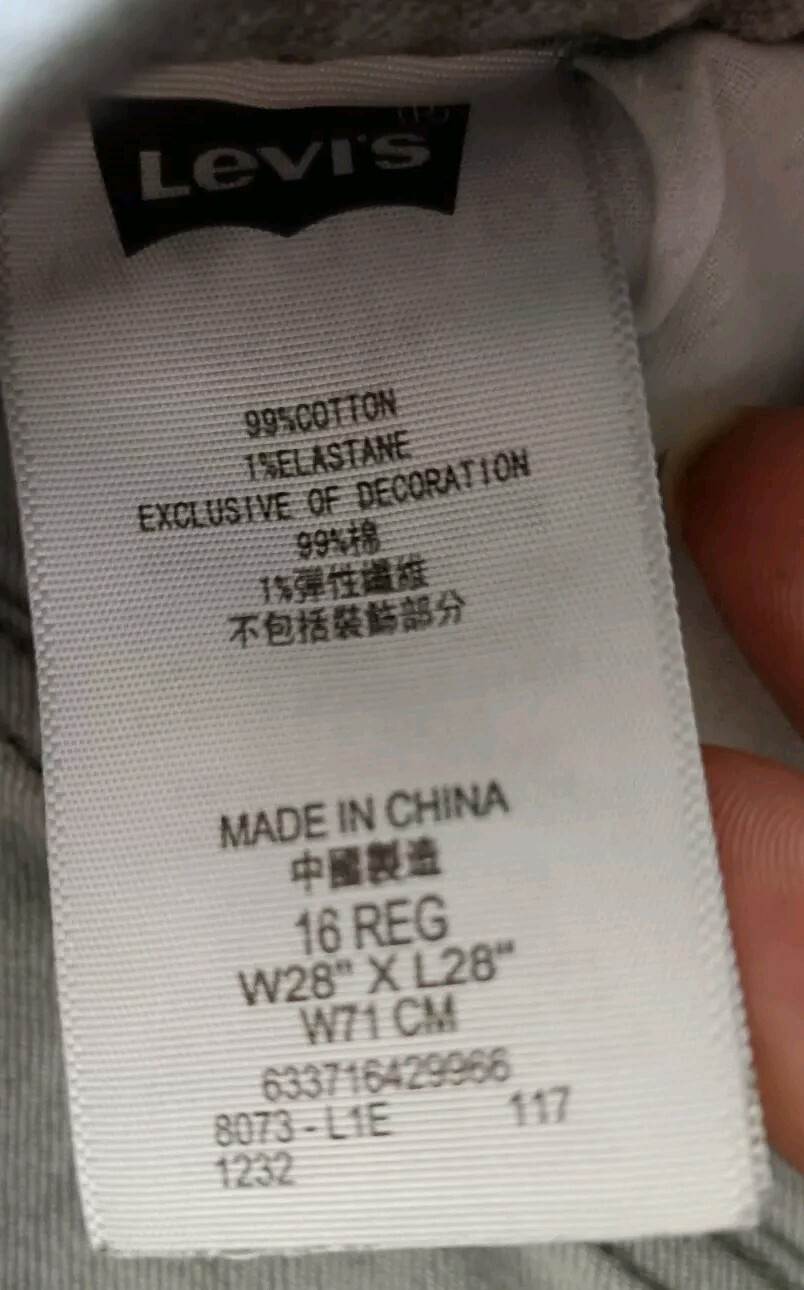 Levi's
99%COTTON
1%ELASTANE
EXCLUSIVE OF DECORATION
99%棉
1%彈性纖維
不包括裝飾部分
MADE IN CHINA
中國製造
16 REG
W28" X L28"
W71 CM
633716429966
8073-L1E 117
1232